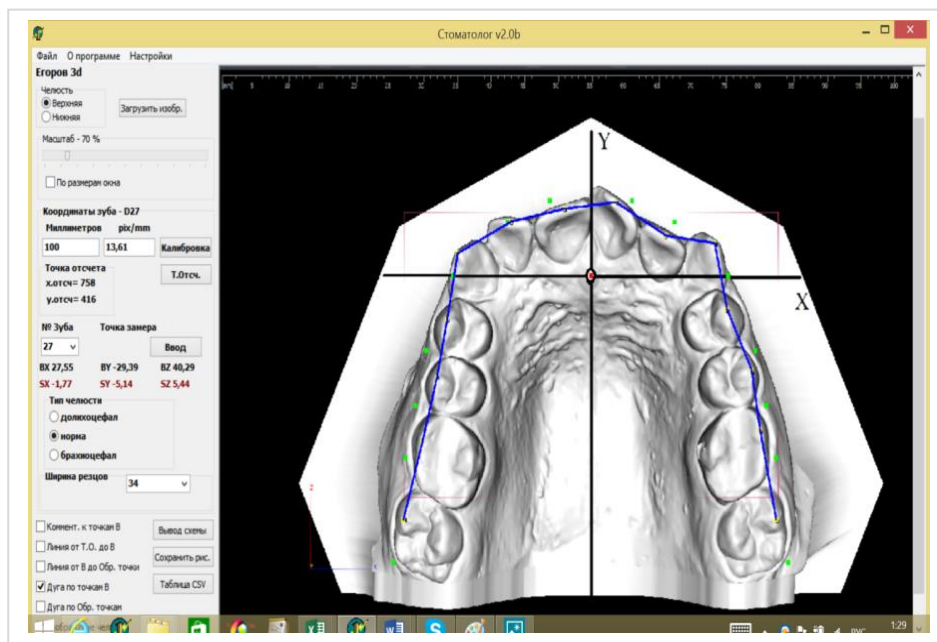 Стоматолог v2.0b
Файл О программе Настройки
Егоров 3d
Челюсть
Верхняя
Нижняя
Загрузить изобр.
Масштаб - 70 %
По размерам окна
Координаты зуба - D27
Миллиметров pix/mm
100 13,61 Калибровка
Точка отсчета
x.отсч= 758
y.отсч= 416
Т.Отсч.
№ Зуба Точка замера
27 Ввод
BX 27,55 BY -29,39 BZ 40,29
SX -1,77 SY -5,14 SZ 5,44
Тип челюсти
долихоцефал
норма
брахиоцефал
Ширина резцов 34
Коммент. к точкам В
Вывод схемы
Линия от Т.О. до В
Линия от В до Обр. точки
Сохранить рис.
Дуга по точкам В
Таблица CSV
Дуга по Обр. точкам
Y
X
РУС
1:29